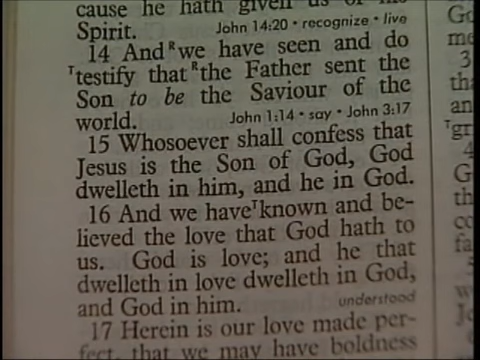 cause he hath given us of his
Spirit. John 14:20 • recognize • live
14 And ᴿwe have seen and do
ᵀtestify that ᴿthe Father sent the
Son to be the Saviour of the
world. John 1:14 • say • John 3:17
15 Whosoever shall confess that
Jesus is the Son of God, God
dwelleth in him, and he in God.
16 And we have ᵀknown and be-
lieved the love that God hath to
us. God is love; and he that
dwelleth in love dwelleth in God,
and God in him. understood
17 Herein is our love made per-
fect, that we may have boldness